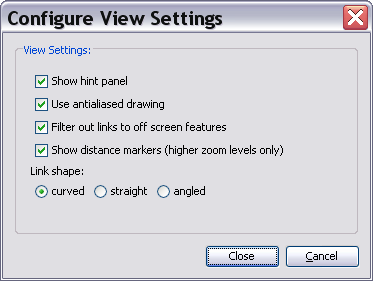 Configure View Settings
View Settings:
Show hint panel
Use antialiased drawing
Filter out links to off screen features
Show distance markers (higher zoom levels only)
Link shape:
curved straight angled
Close Cancel